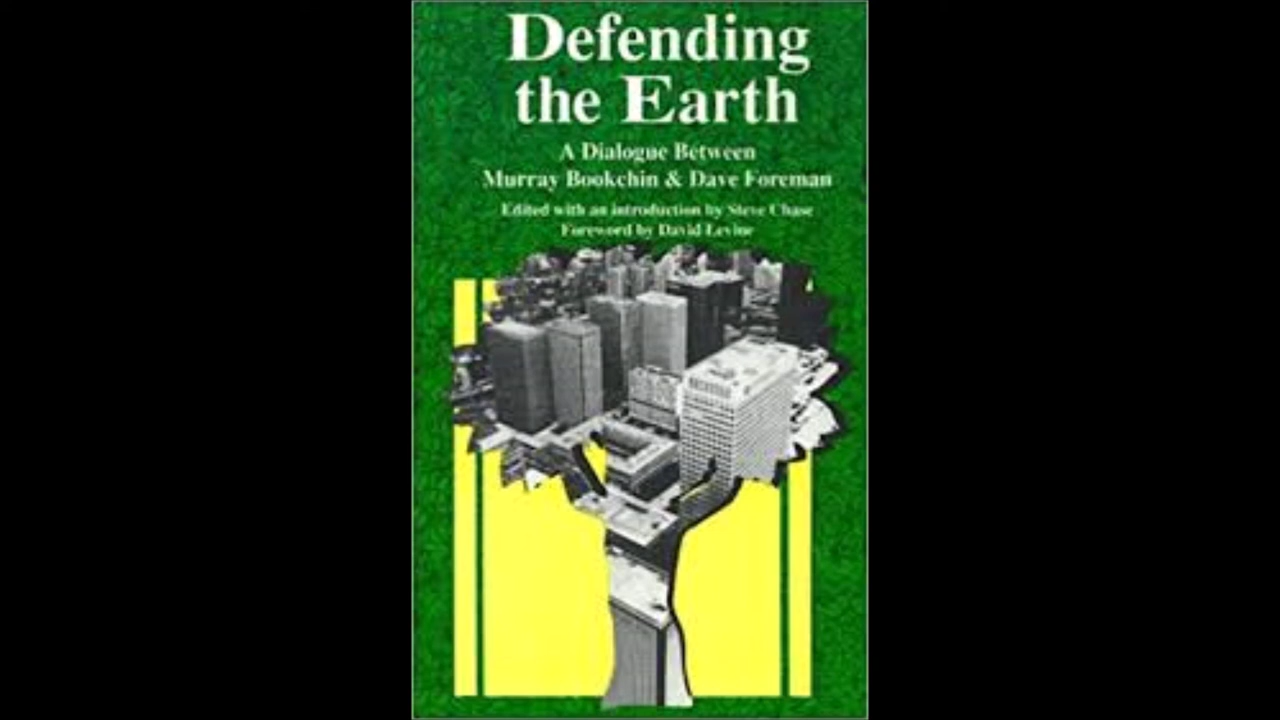 Defending
the Earth
A Dialogue Between
Murray Bookchin & Dave Foreman
Edited with an introduction by Steve Chase
Foreword by David Levine